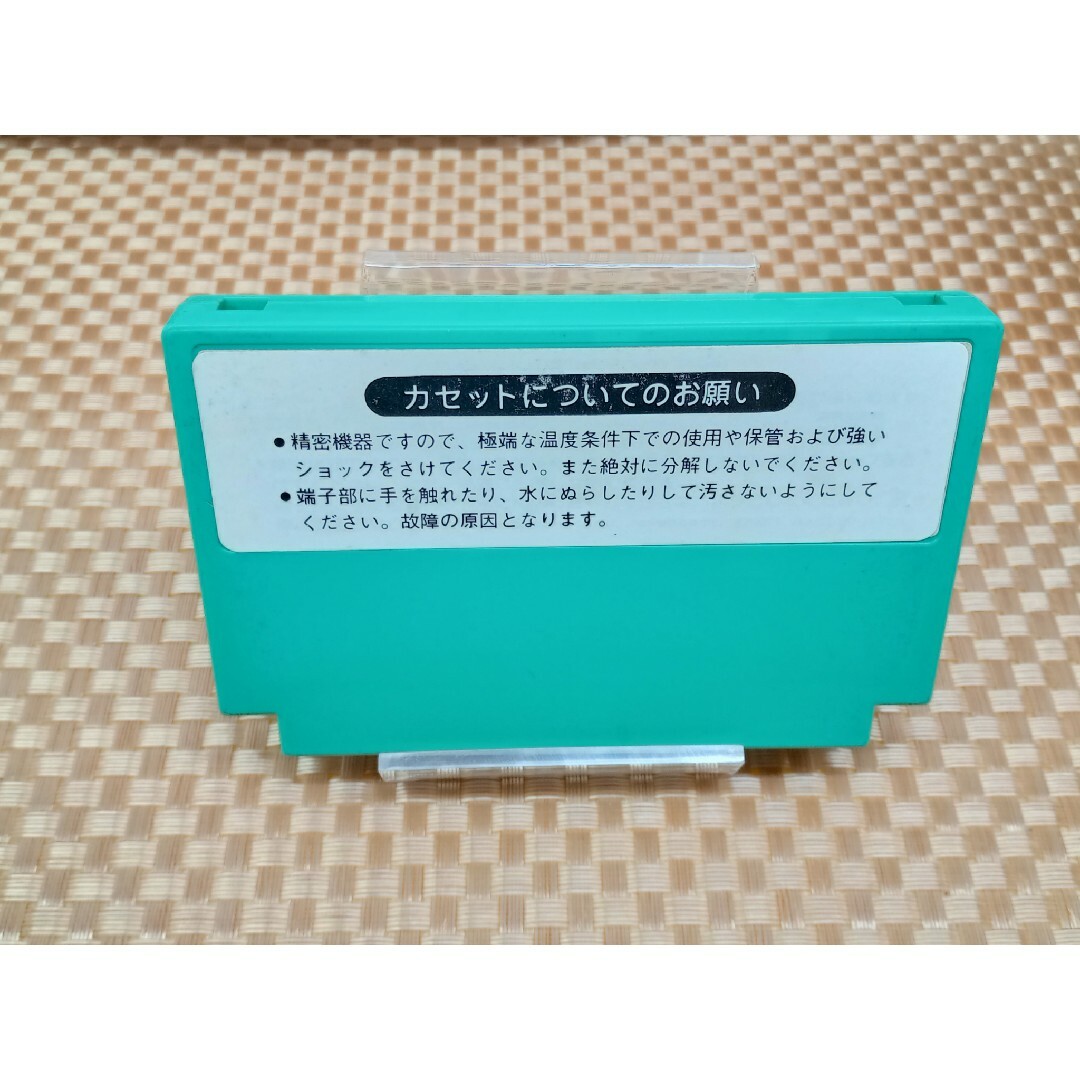 カセットについてのお願い
●精密機器ですので、極端な温度条件下での使用や保管および強い
ショックをさけてください。また絶対に分解しないでください。
●端子部に手を触れたり、水にぬらしたりして汚さないようにして
ください。故障の原因となります。